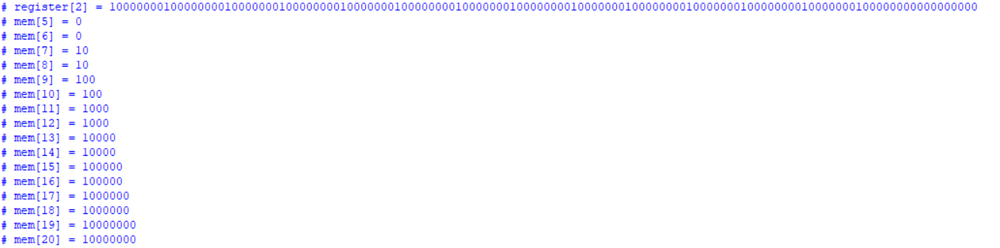 # register[2] = 10000000100000000100000001000000001000000010000000010000000100000000100000001000000001000000010000000010000000100000000000000000
# mem[5] = 0
# mem[6] = 0
# mem[7] = 10
# mem[8] = 10
# mem[9] = 100
# mem[10] = 100
# mem[11] = 1000
# mem[12] = 1000
# mem[13] = 10000
# mem[14] = 10000
# mem[15] = 100000
# mem[16] = 100000
# mem[17] = 1000000
# mem[18] = 1000000
# mem[19] = 10000000
# mem[20] = 10000000